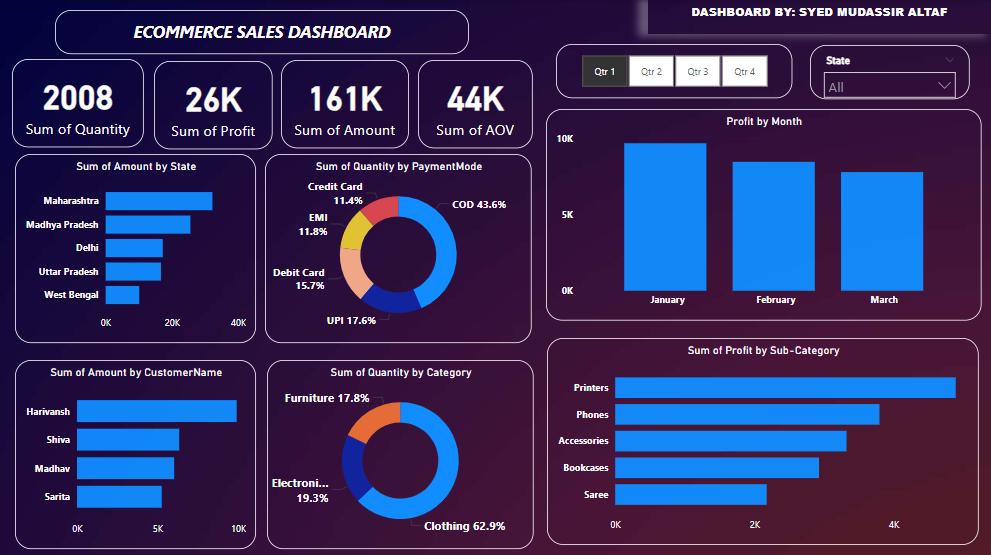 ECOMMERCE SALES DASHBOARD
DASHBOARD BY: SYED MUDASSIR ALTAF
2008
Sum of Quantity
26K
Sum of Profit
161K
Sum of Amount
44K
Sum of AOV
Qtr 1
Qtr 2
Qtr 3
Qtr 4
State
All
Sum of Amount by State
Maharashtra
Madhya Pradesh
Delhi
Uttar Pradesh
West Bengal
0K
20K
40K
Sum of Quantity by PaymentMode
Credit Card
11.4%
COD 43.6%
EMI
11.8%
Debit Card
15.7%
UPI 17.6%
Profit by Month
10K
5K
0K
January
February
March
Sum of Amount by CustomerName
Harivansh
Shiva
Madhav
Sarita
0K
5K
10K
Sum of Quantity by Category
Furniture 17.8%
Electroni...
19.3%
Clothing 62.9%
Sum of Profit by Sub-Category
Printers
Phones
Accessories
Bookcases
Saree
0K
2K
4K